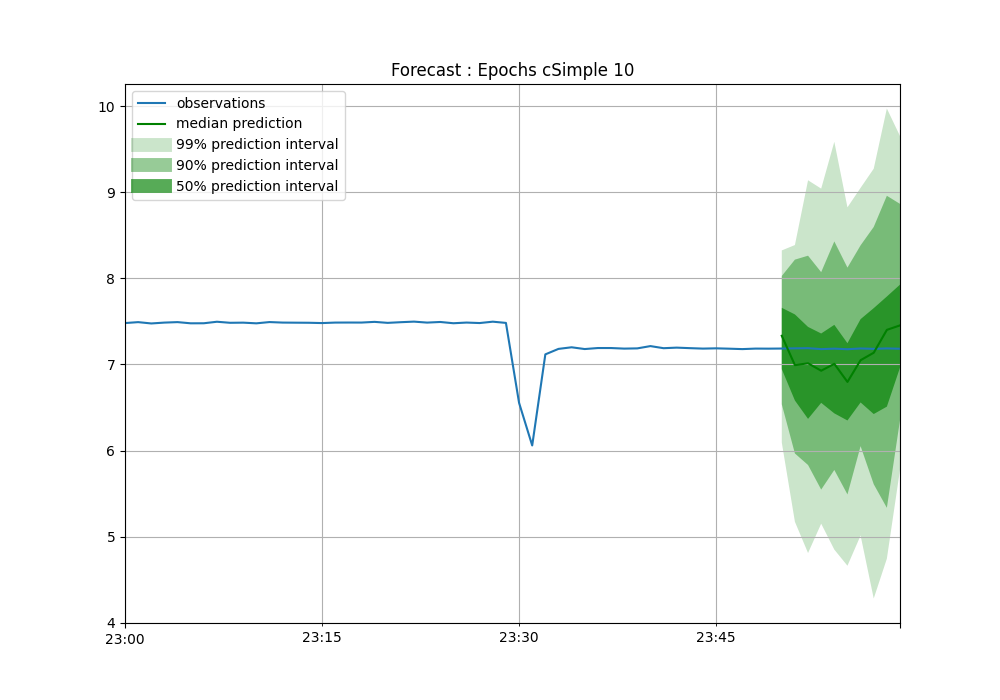 Forecast : Epochs cSimple 10
observations
median prediction
99% prediction interval
90% prediction interval
50% prediction interval
10
9
8
7
6
5
4
23:00
23:15
23:30
23:45